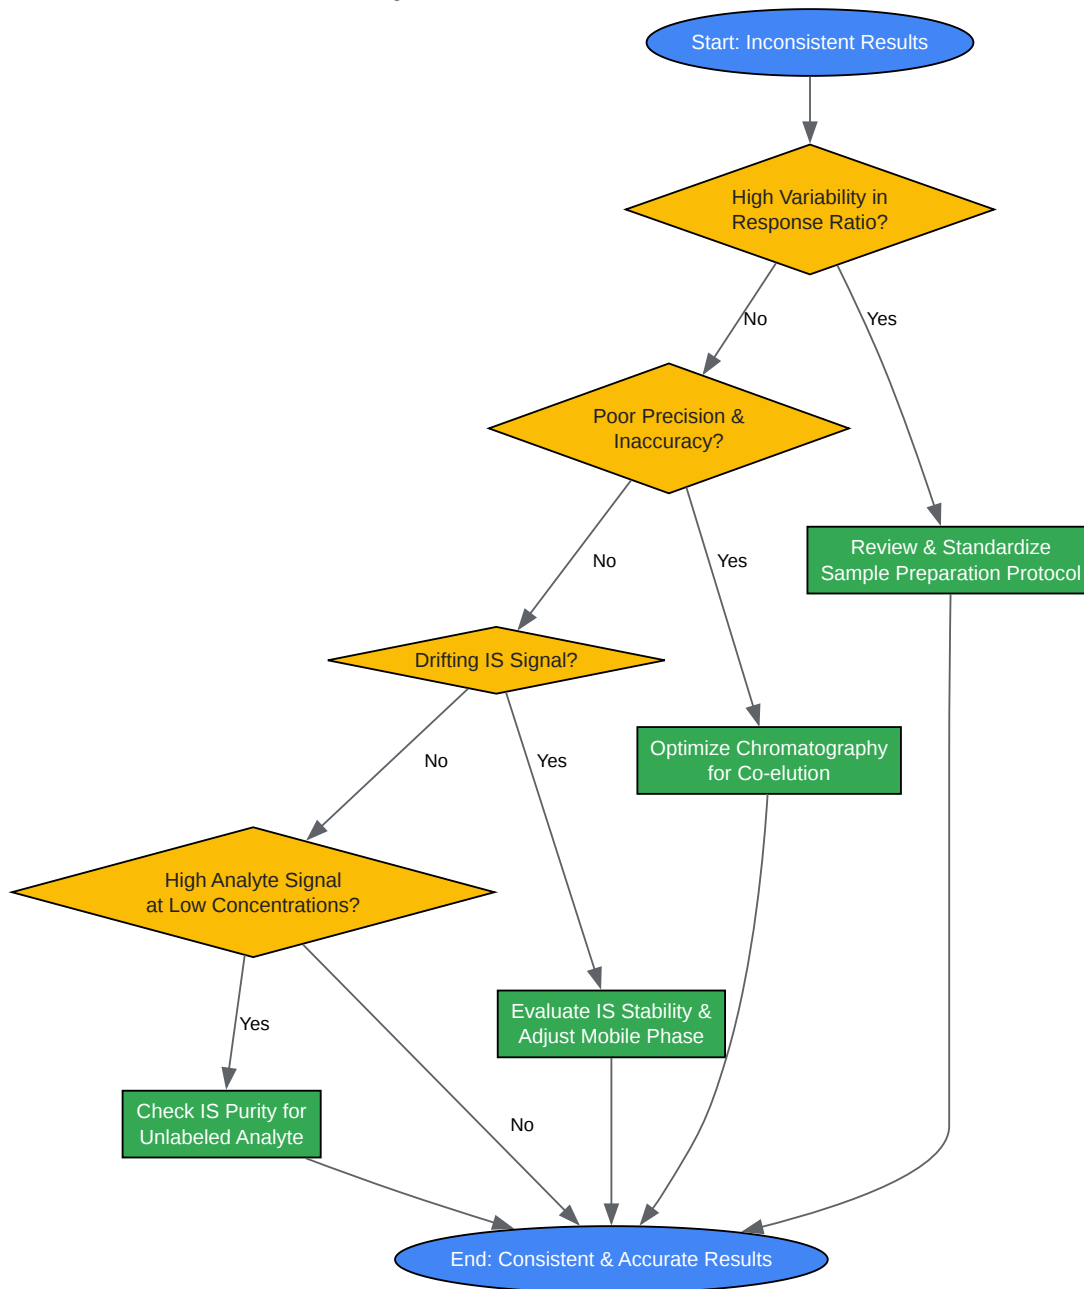 Start: Inconsistent Results
High Variability in
Response Ratio?
No
Yes
Poor Precision &
Inaccuracy?
Review & Standardize
Sample Preparation Protocol
No
Yes
Drifting IS Signal?
Optimize Chromatography
for Co-elution
No
Yes
High Analyte Signal
at Low Concentrations?
Evaluate IS Stability &
Adjust Mobile Phase
Yes
Check IS Purity for
Unlabeled Analyte
No
End: Consistent & Accurate Results